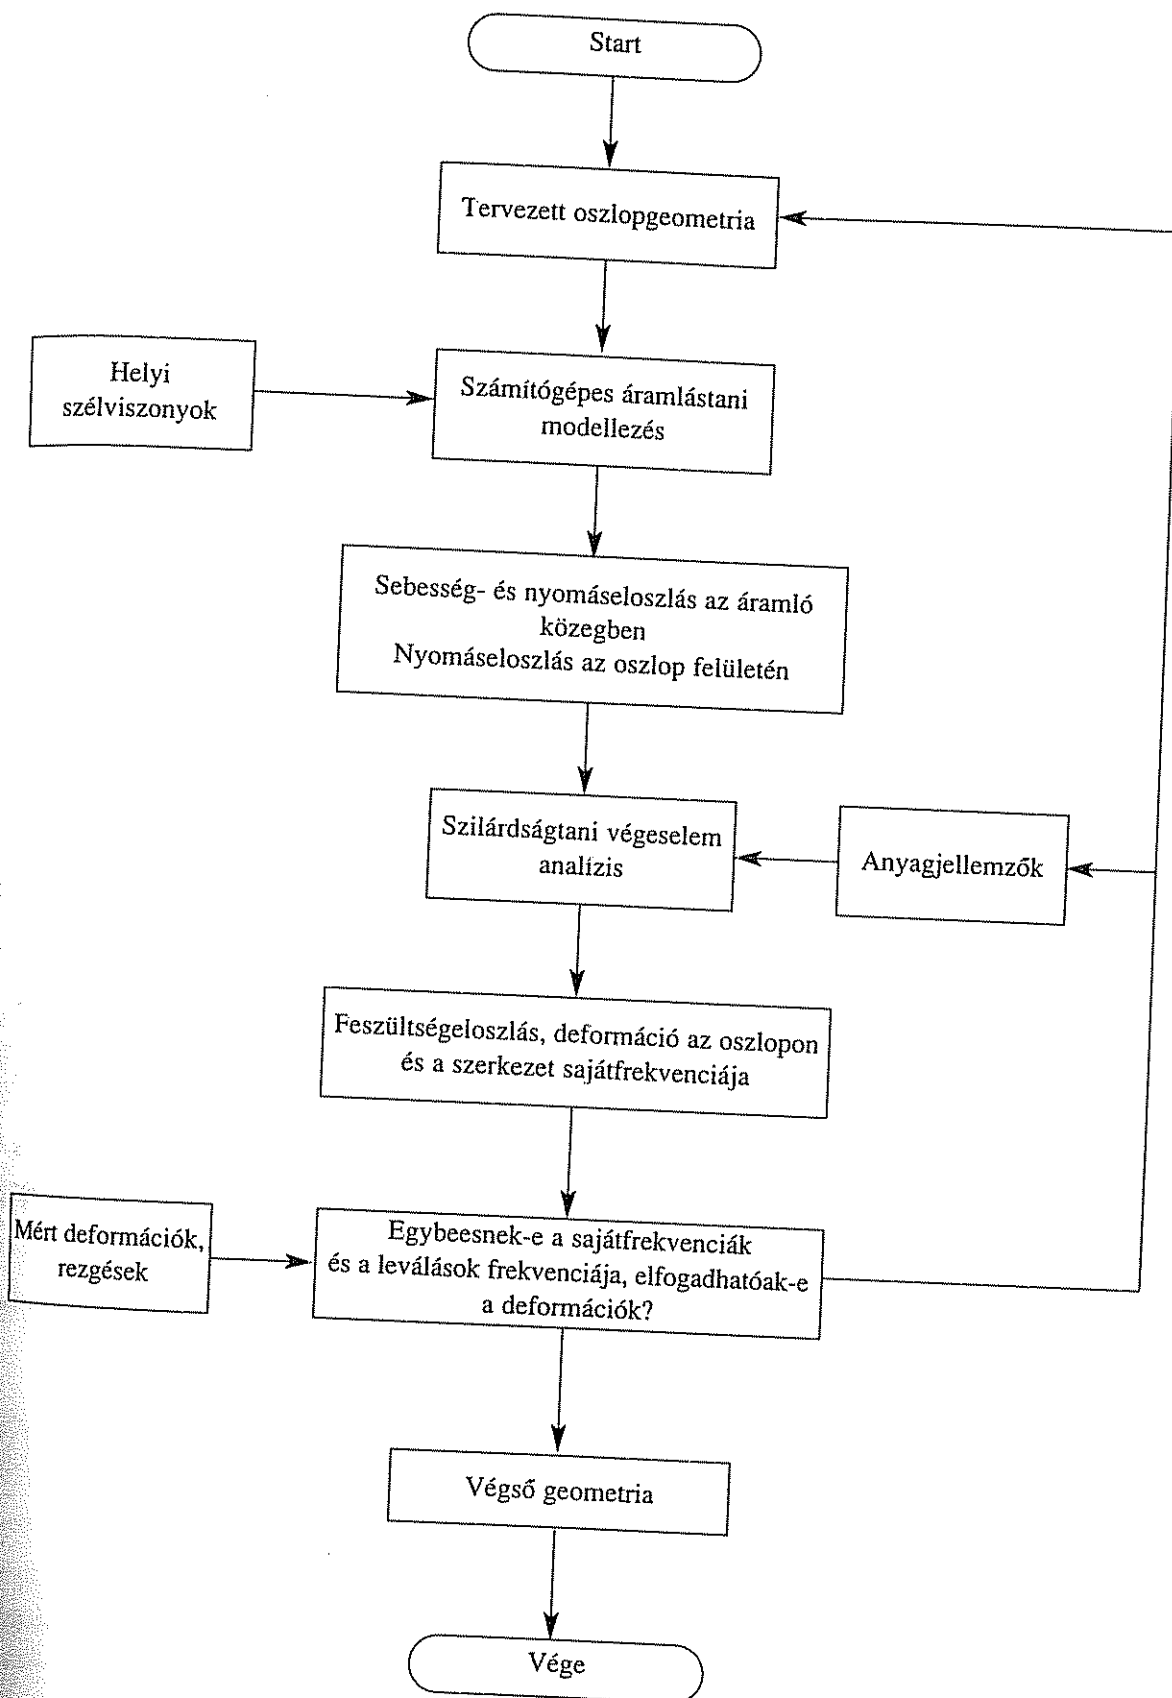 Start
Tervezett oszlopgeometria
Helyi
szélviszonyok
Számítógépes áramlástani
modellezés
Sebesség- és nyomáseloszlás az áramló
közegben
Nyomáseloszlás az oszlop felületén
Szilárdságtani végeselem
analízis
Anyagjellemzők
Feszültségeloszlás, deformáció az oszlopon
és a szerkezet sajátfrekvenciája
Mért deformációk,
rezgések
Egybeesnek-e a sajátfrekvenciák
és a leválások frekvenciája, elfogadhatóak-e
a deformációk?
Végső geometria
Vége